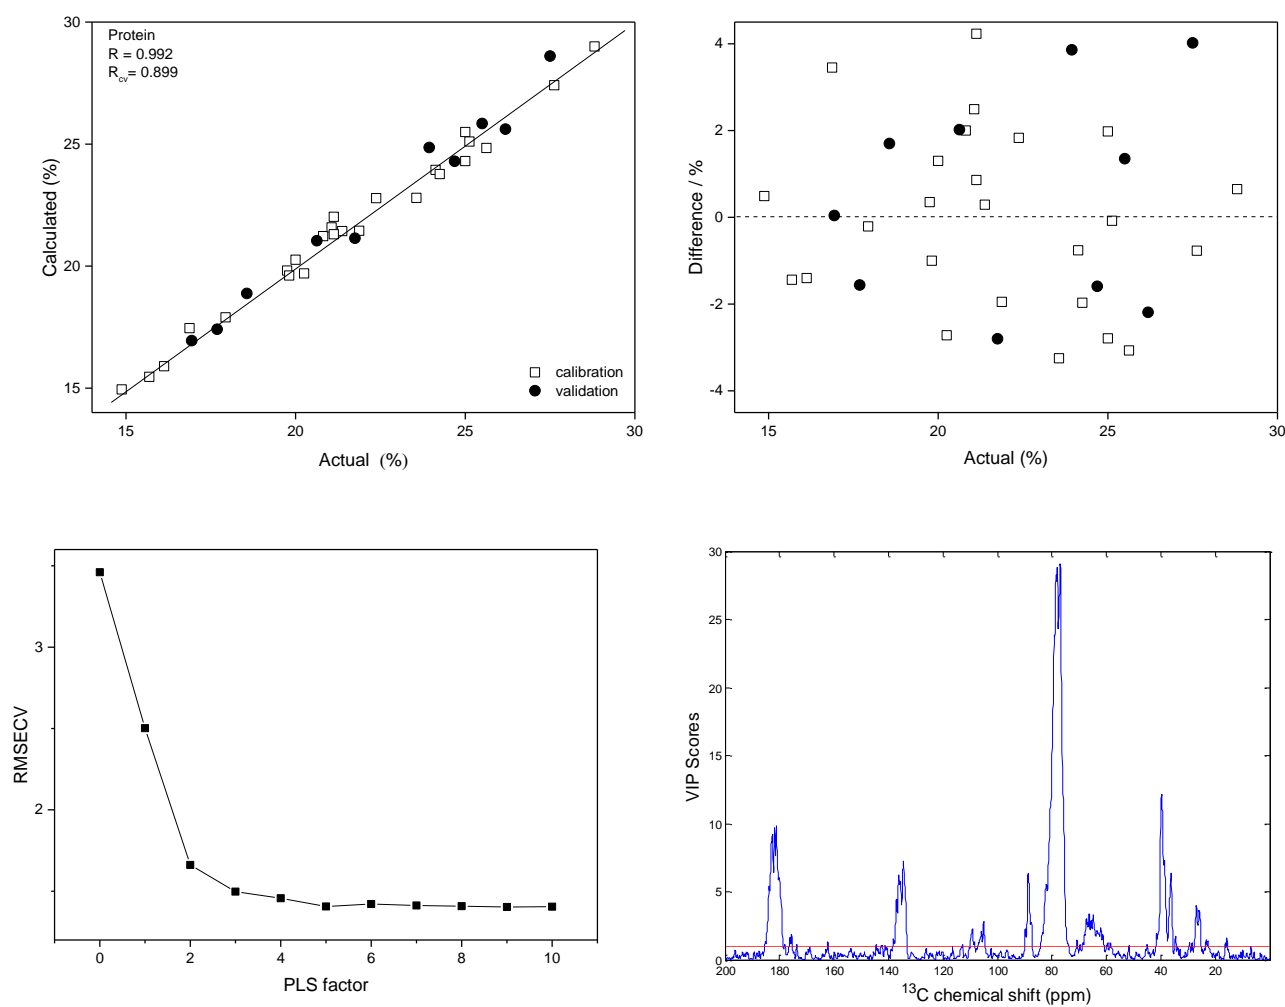 Protein
R = 0.992
Rcv= 0.899
30
25
20
15
Calculated (%)
calibration
validation
15 20 25 30
Actual (%)
4
2
0
-2
-4
Difference / %
15 20 25 30
Actual (%)
3
2
RMSECV
0 2 4 6 8 10
PLS factor
30
25
20
15
10
5
0
VIP Scores
200 180 160 140 120 100 80 60 40 20
13C chemical shift (ppm)